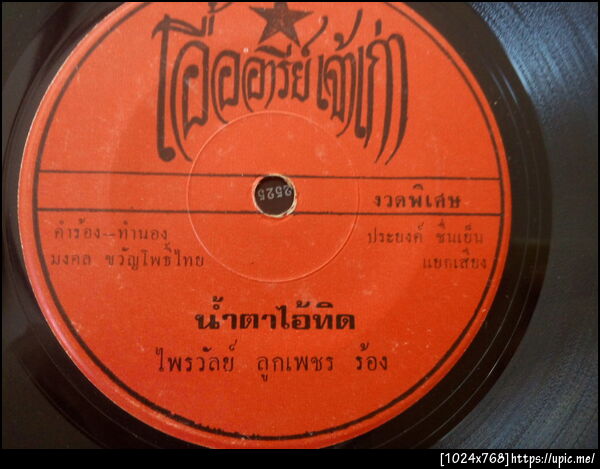 เอื้ออารีย์เจ้าเก่า
2525
งวดพิเศษ
คำร้อง--ทำนอง
มงคล ขวัญโพธิ์ไทย
ประยงค์ ชื่นเย็น
แยกเสียง
น้ำตาไอ้ทิด
ไพรวัลย์ ลูกเพชร ร้อง
[1024x768]https://upic.me/